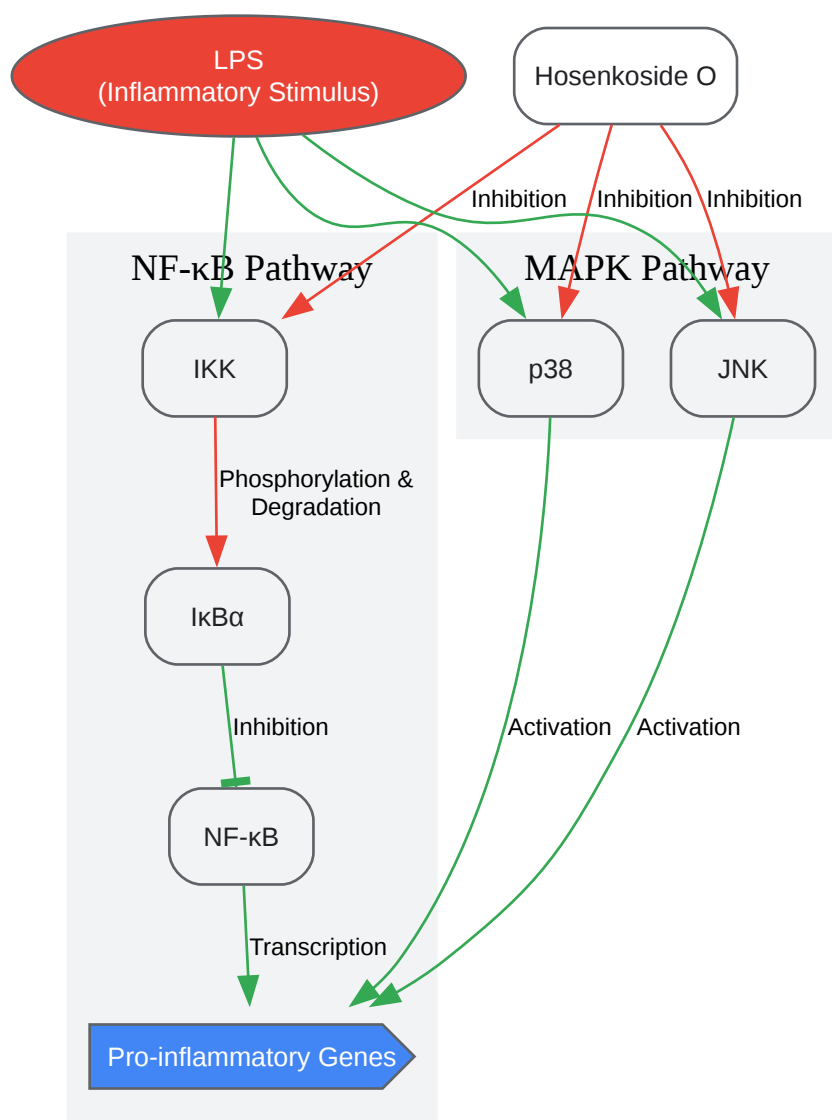 LPS
(Inflammatory Stimulus)
Hosenkoside O
Inhibition
Inhibition
Inhibition
NF-κB Pathway
MAPK Pathway
IKK
p38
JNK
Phosphorylation &
Degradation
IκBα
Inhibition
Activation
Activation
NF-κB
Transcription
Pro-inflammatory Genes